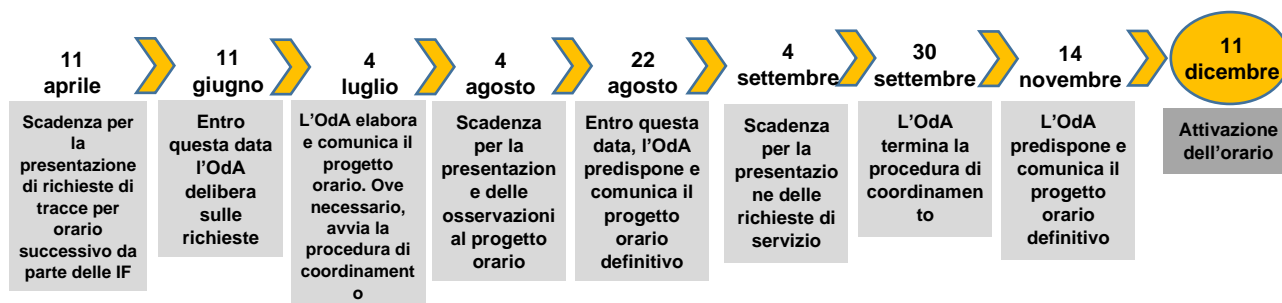 11
aprile
Scadenza per
la
presentazione
di richieste di
tracce per
orario
successivo da
parte delle IF
11
giugno
Entro
questa data
l'OdA
delibera
sulle
richieste
4
luglio
L'OdA elabora
e comunica il
progetto
orario. Ove
necessario,
avvia la
procedura di
coordinament
o
4
agosto
Scadenza
per la
presentazion
e delle
osservazioni
al progetto
orario
22
agosto
Entro questa
data, l'OdA
predispone e
comunica il
progetto
orario
definitivo
4
settembre
Scadenza
per la
presentazio
ne delle
richieste di
servizio
30
settembre
L'OdA
termina la
procedura di
coordinamen
to
14
novembre
L'OdA
predispone e
comunica il
progetto
orario
definitivo
11
dicembre
Attivazione
dell'orario